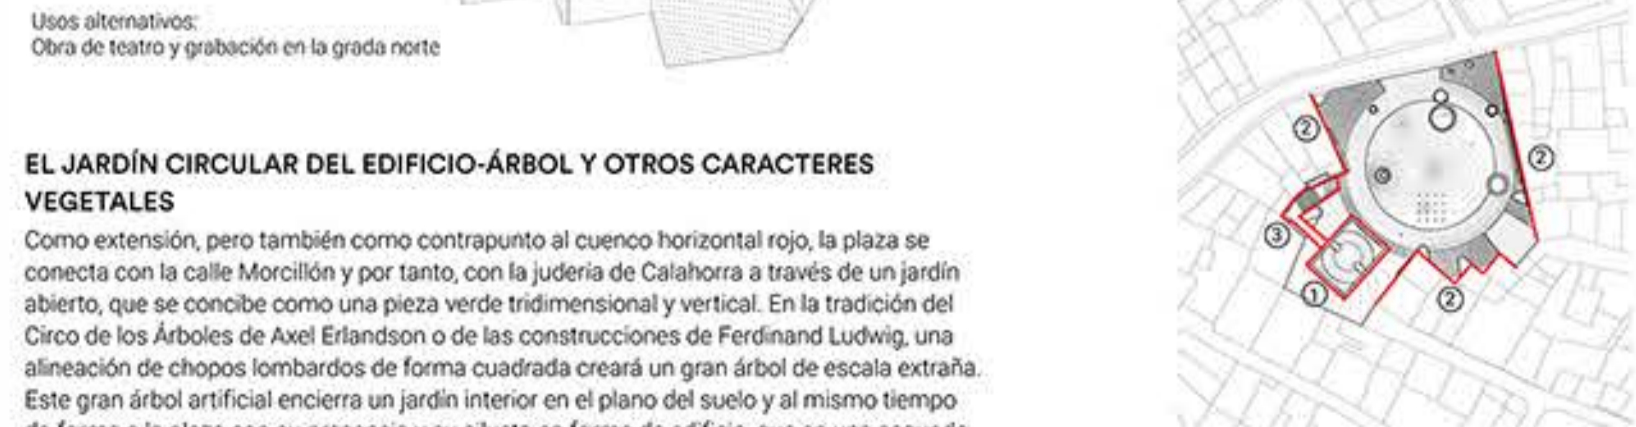 Usos alternativos:
Obra de teatro y grabación en la grada norte
EL JARDÍN CIRCULAR DEL EDIFICIO-ÁRBOL Y OTROS CARACTERES
VEGETALES
Como extensión, pero también como contrapunto al cuenco horizontal rojo, la plaza se
conecta con la calle Morcillón y por tanto, con la judería de Calahorra a través de un jardín
abierto, que se concibe como una pieza verde tridimensional y vertical. En la tradición del
Circo de los Árboles de Axel Erlandson o de las construcciones de Ferdinand Ludwig, una
alineación de chopos lombardos de forma cuadrada creará un gran árbol de escala extraña.
Este gran árbol artificial encierra un jardín interior en el plano del suelo y al mismo tiempo
2
2
3
1
2